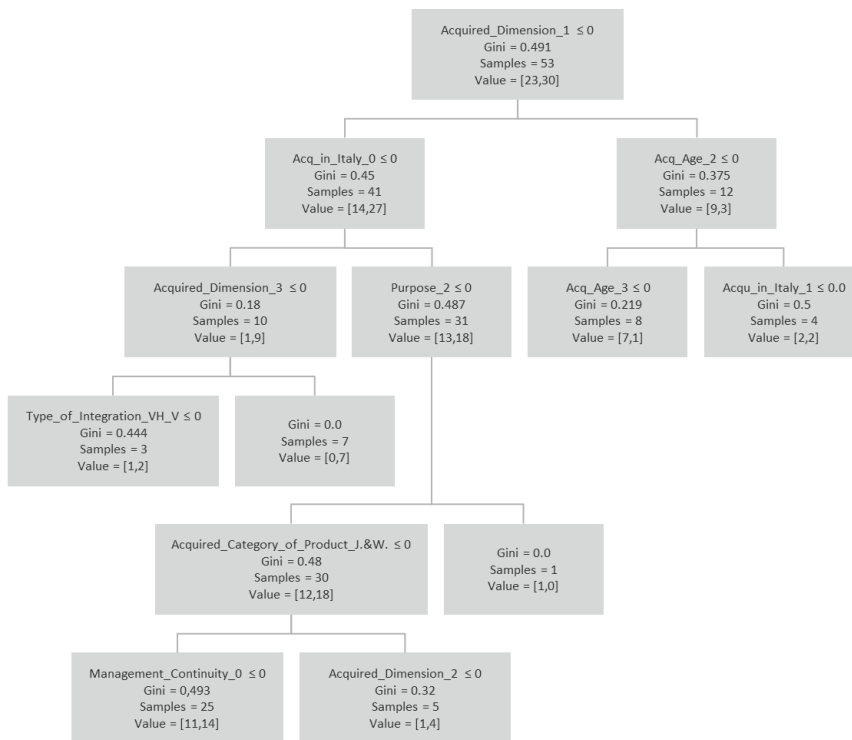 Acquired_Dimension_1 ≤ 0
Gini = 0.491
Samples = 53
Value = [23,30]
Acq_in_Italy_0 ≤ 0
Gini = 0.45
Samples = 41
Value = [14,27]
Acq_Age_2 ≤ 0
Gini = 0.375
Samples = 12
Value = [9,3]
Acquired_Dimension_3 ≤ 0
Gini = 0.18
Samples = 10
Value = [1,9]
Purpose_2 ≤ 0
Gini = 0.487
Samples = 31
Value = [13,18]
Acq_Age_3 ≤ 0
Gini = 0.219
Samples = 8
Value = [7,1]
Acqu_in_Italy_1 ≤ 0.0
Gini = 0.5
Samples = 4
Value = [2,2]
Type_of_Integration_VH_V ≤ 0
Gini = 0.444
Samples = 3
Value = [1,2]
Gini = 0.0
Samples = 7
Value = [0,7]
Acquired_Category_of_Product_J.&W. ≤ 0
Gini = 0.48
Samples = 30
Value = [12,18]
Gini = 0.0
Samples = 1
Value = [1,0]
Management_Continuity_0 ≤ 0
Gini = 0,493
Samples = 25
Value = [11,14]
Acquired_Dimension_2 ≤ 0
Gini = 0.32
Samples = 5
Value = [1,4]